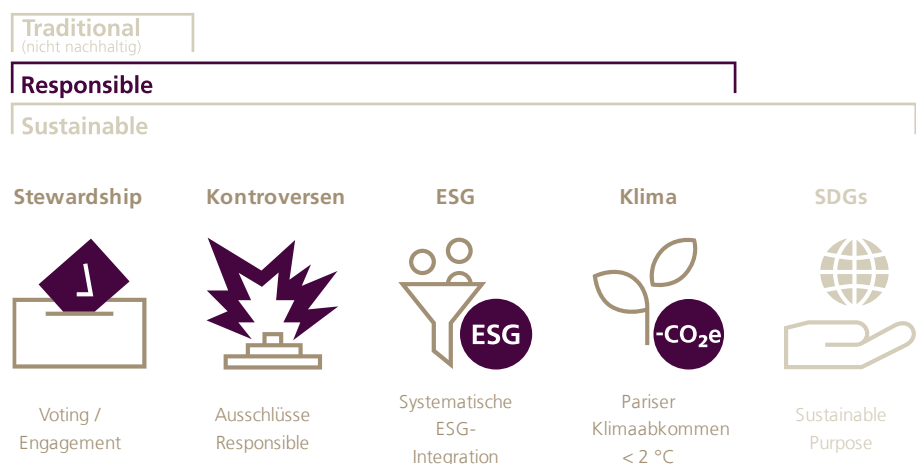 Traditional
(nicht nachhaltig)
Responsible
Sustainable
Stewardship Kontroversen ESG Klima SDGs
ESG -CO₂e
Voting /
Engagement
Ausschlüsse
Responsible
Systematische
ESG-
Integration
Pariser
Klimaabkommen
< 2 °C
Sustainable
Purpose